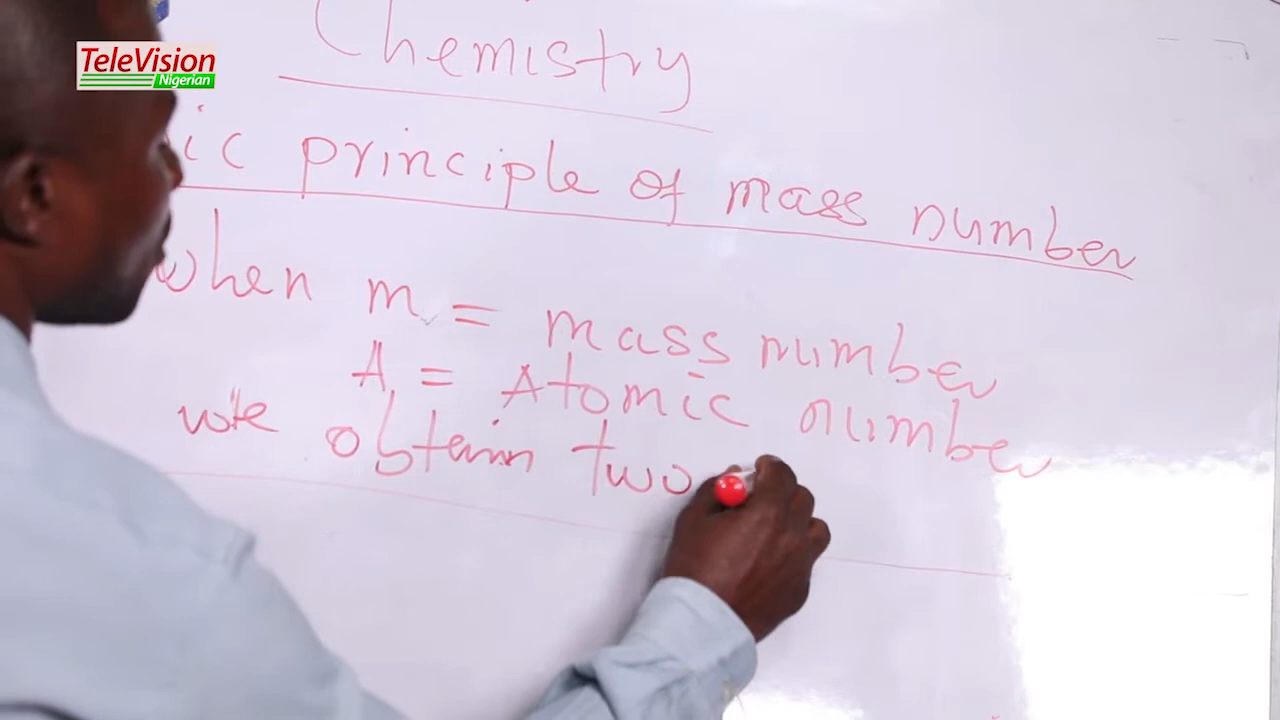 TeleVision
Nigerian
Chemistry
ic principle of mass number
when m = mass number
A = Atomic number
we obtain two